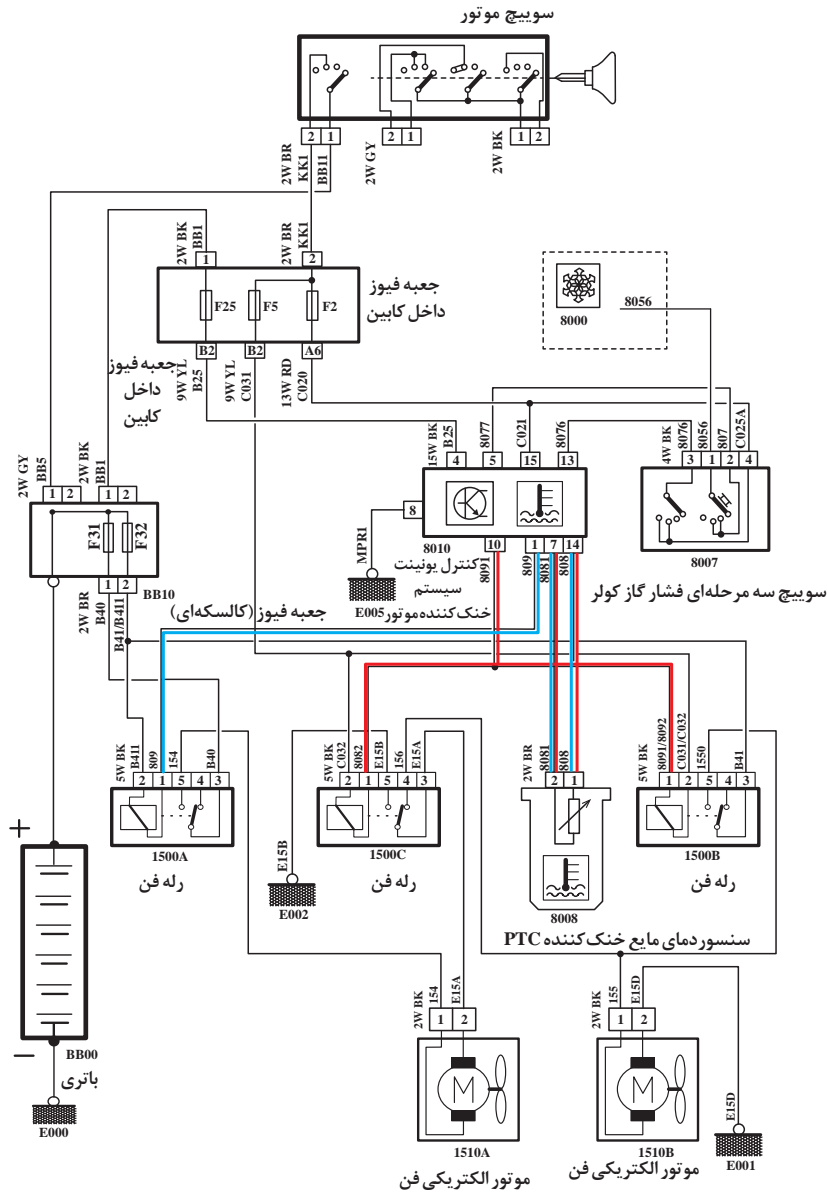 سوییچ موتور
2 1
2 1
1 2
2W BR
KK1
BB11
2W GY
2W BK
2W BK
BB1
2W BR
KK1
1
2
F25
F5
F2
جعبه فیوز
داخل کابین
B2
B2
A6
9W YL
B25
9W YL
C031
13W RD
C020
جعبه فیوز
داخل
کابین
8000
8056
2W GY
BB5
2W BK
BB1
1 2
1 2
F31
F32
1 2
BB10
2W BR
B40
B41/B411
جعبه فیوز (کالسکه‌ای)
15W BK
B25
8077
C021
8076
4 5 15 13
8
MPR1
8010
10 1 7 14
8091
809
8081
808
کنترل یونینت
سیستم
خنک کننده موتور E005
4W BK
8076
8056
807
C025A
3 1 2 4
8007
سوییچ سه مرحله‌ای فشار گاز کولر
5W BK
B411
809
154
B40
2 1 5 4 3
1500A
رله فن
5W BK
C032
8082
E15B
156
E15A
2 1 5 4 3
1500C
رله فن
E15B
E002
2W BR
8081
808
2 1
8008
سنسوردمای مایع خنک کننده PTC
5W BK
8091/8092
C031/C032
1550
B41
1 2 5 4 3
1500B
رله فن
+
−
BB00
باتری
E000
2W BK
154
E15A
1 2
M
1510A
موتور الکتریکی فن
2W BK
155
E15D
1 2
M
1510B
موتور الکتریکی فن
E15D
E001